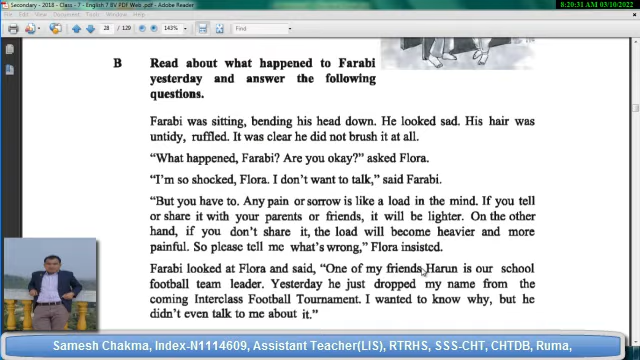 Secondary - 2018 - Class - 7 - English 7 BV PDF Web .pdf - Adobe Reader
8:20:31 AM 03/10/2022
28 / 129
143%
B Read about what happened to Farabi
yesterday and answer the following
questions.
Farabi was sitting, bending his head down. He looked sad. His hair was
untidy, ruffled. It was clear he did not brush it at all.
“What happened, Farabi? Are you okay?” asked Flora.
“I’m so shocked, Flora. I don’t want to talk,” said Farabi.
“But you have to. Any pain or sorrow is like a load in the mind. If you tell
or share it with your parents or friends, it will be lighter. On the other
hand, if you don’t share it, the load will become heavier and more
painful. So please tell me what’s wrong,” Flora insisted.
Farabi looked at Flora and said, “One of my friends Harun is our school
football team leader. Yesterday he just dropped my name from the
coming Interclass Football Tournament. I wanted to know why, but he
didn’t even talk to me about it.”
Samesh Chakma, Index-N1114609, Assistant Teacher(LIS), RTRHS, SSS-CHT, CHTDB, Ruma,